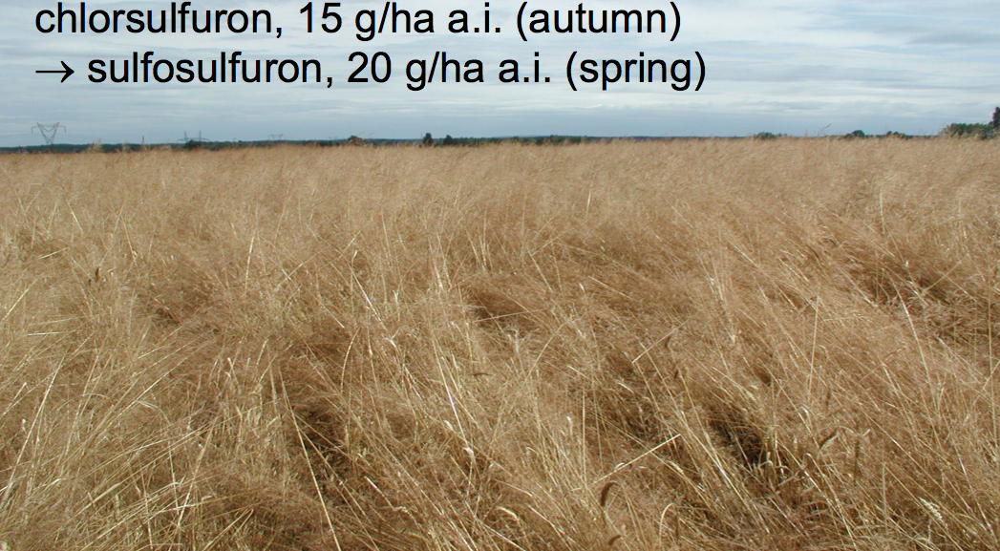 chlorsulfuron, 15 g/ha a.i. (autumn)
→ sulfosulfuron, 20 g/ha a.i. (spring)